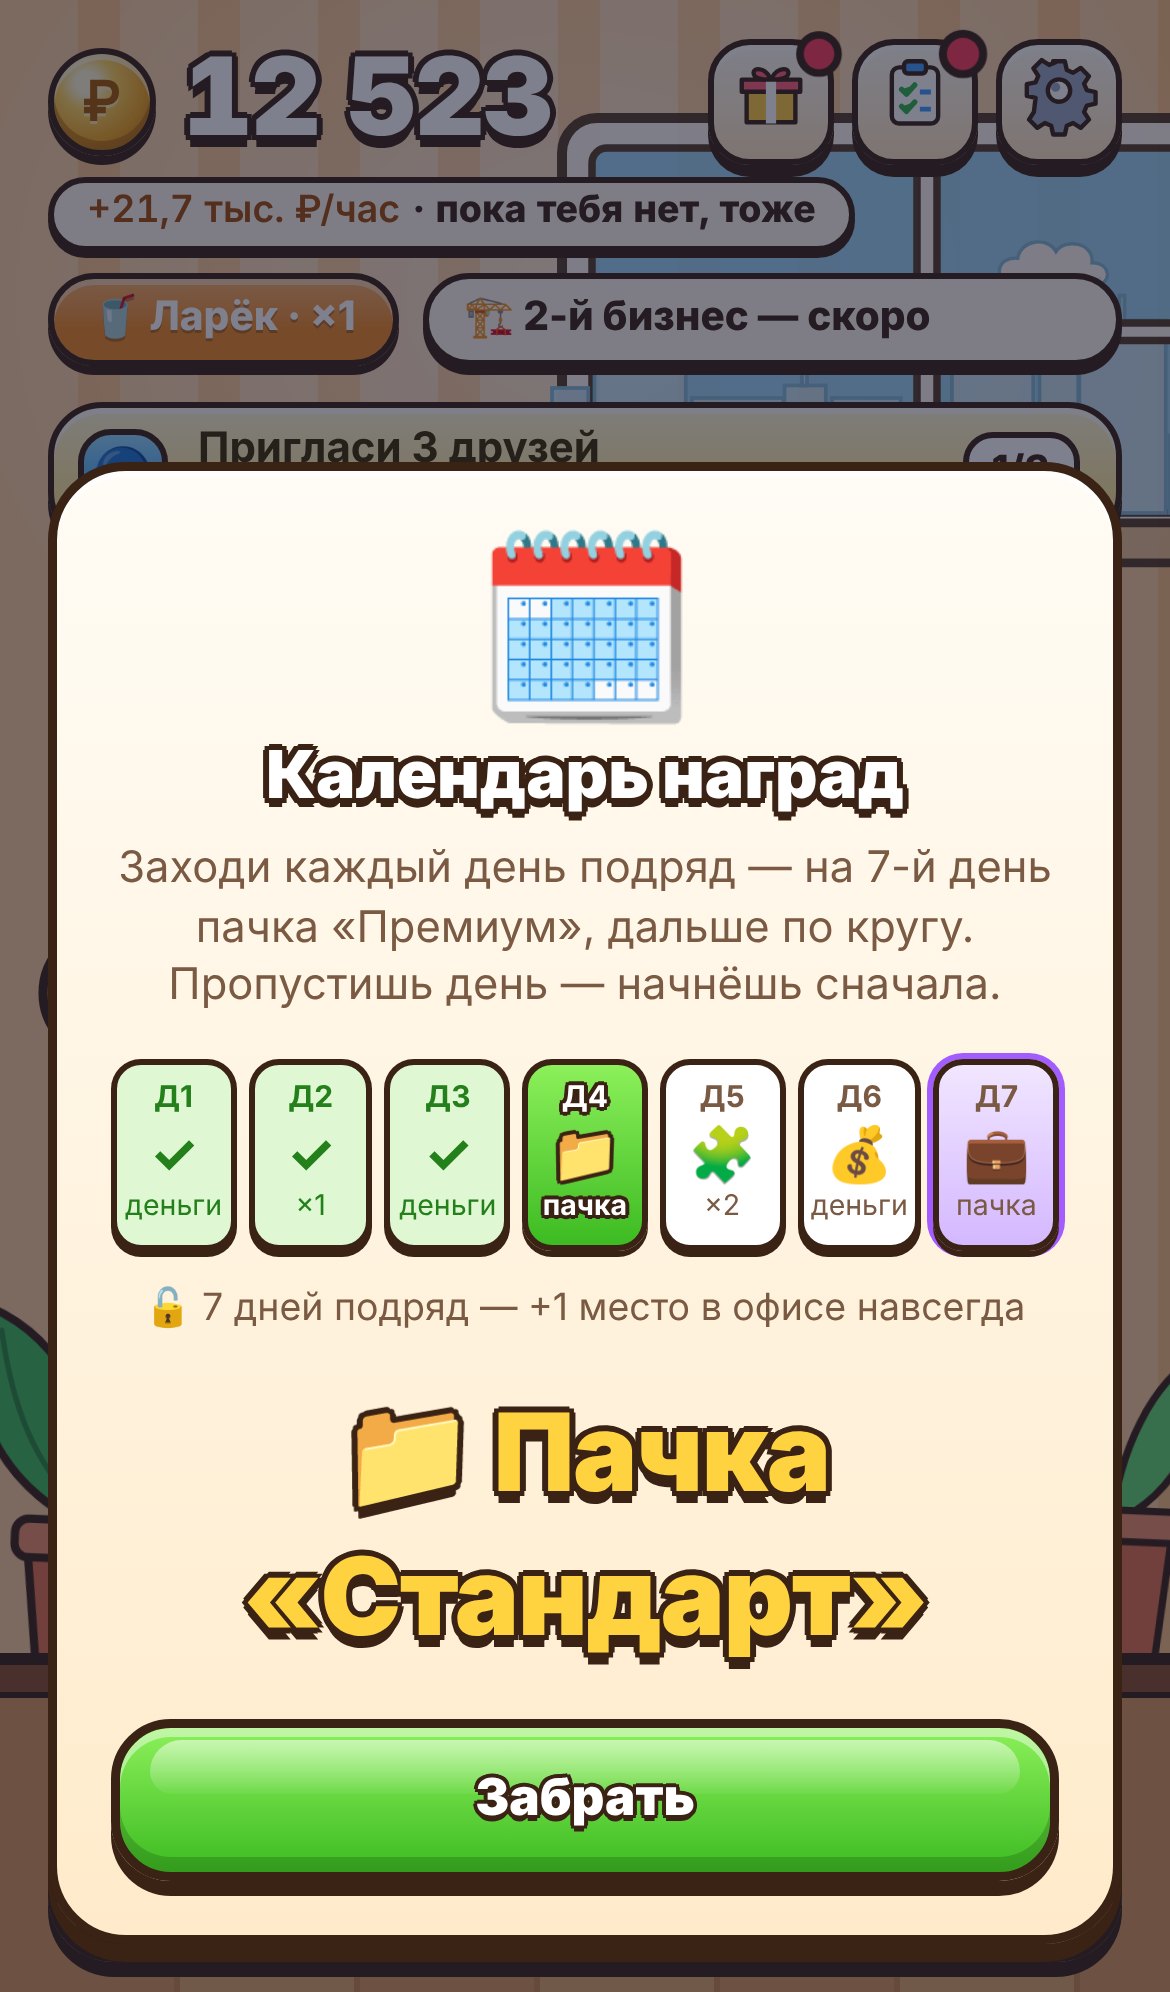 ₽ 12 523
+21,7 тыс. ₽/час · пока тебя нет, тоже
Ларёк · ×1
2-й бизнес — скоро
Пригласи 3 друзей
Календарь наград
Заходи каждый день подряд — на 7-й день
пачка «Премиум», дальше по кругу.
Пропустишь день — начнёшь сначала.
Д1 Д2 Д3 Д4 Д5 Д6 Д7
деньги ×1 деньги пачка ×2 деньги пачка
7 дней подряд — +1 место в офисе навсегда
Пачка
«Стандарт»
Забрать